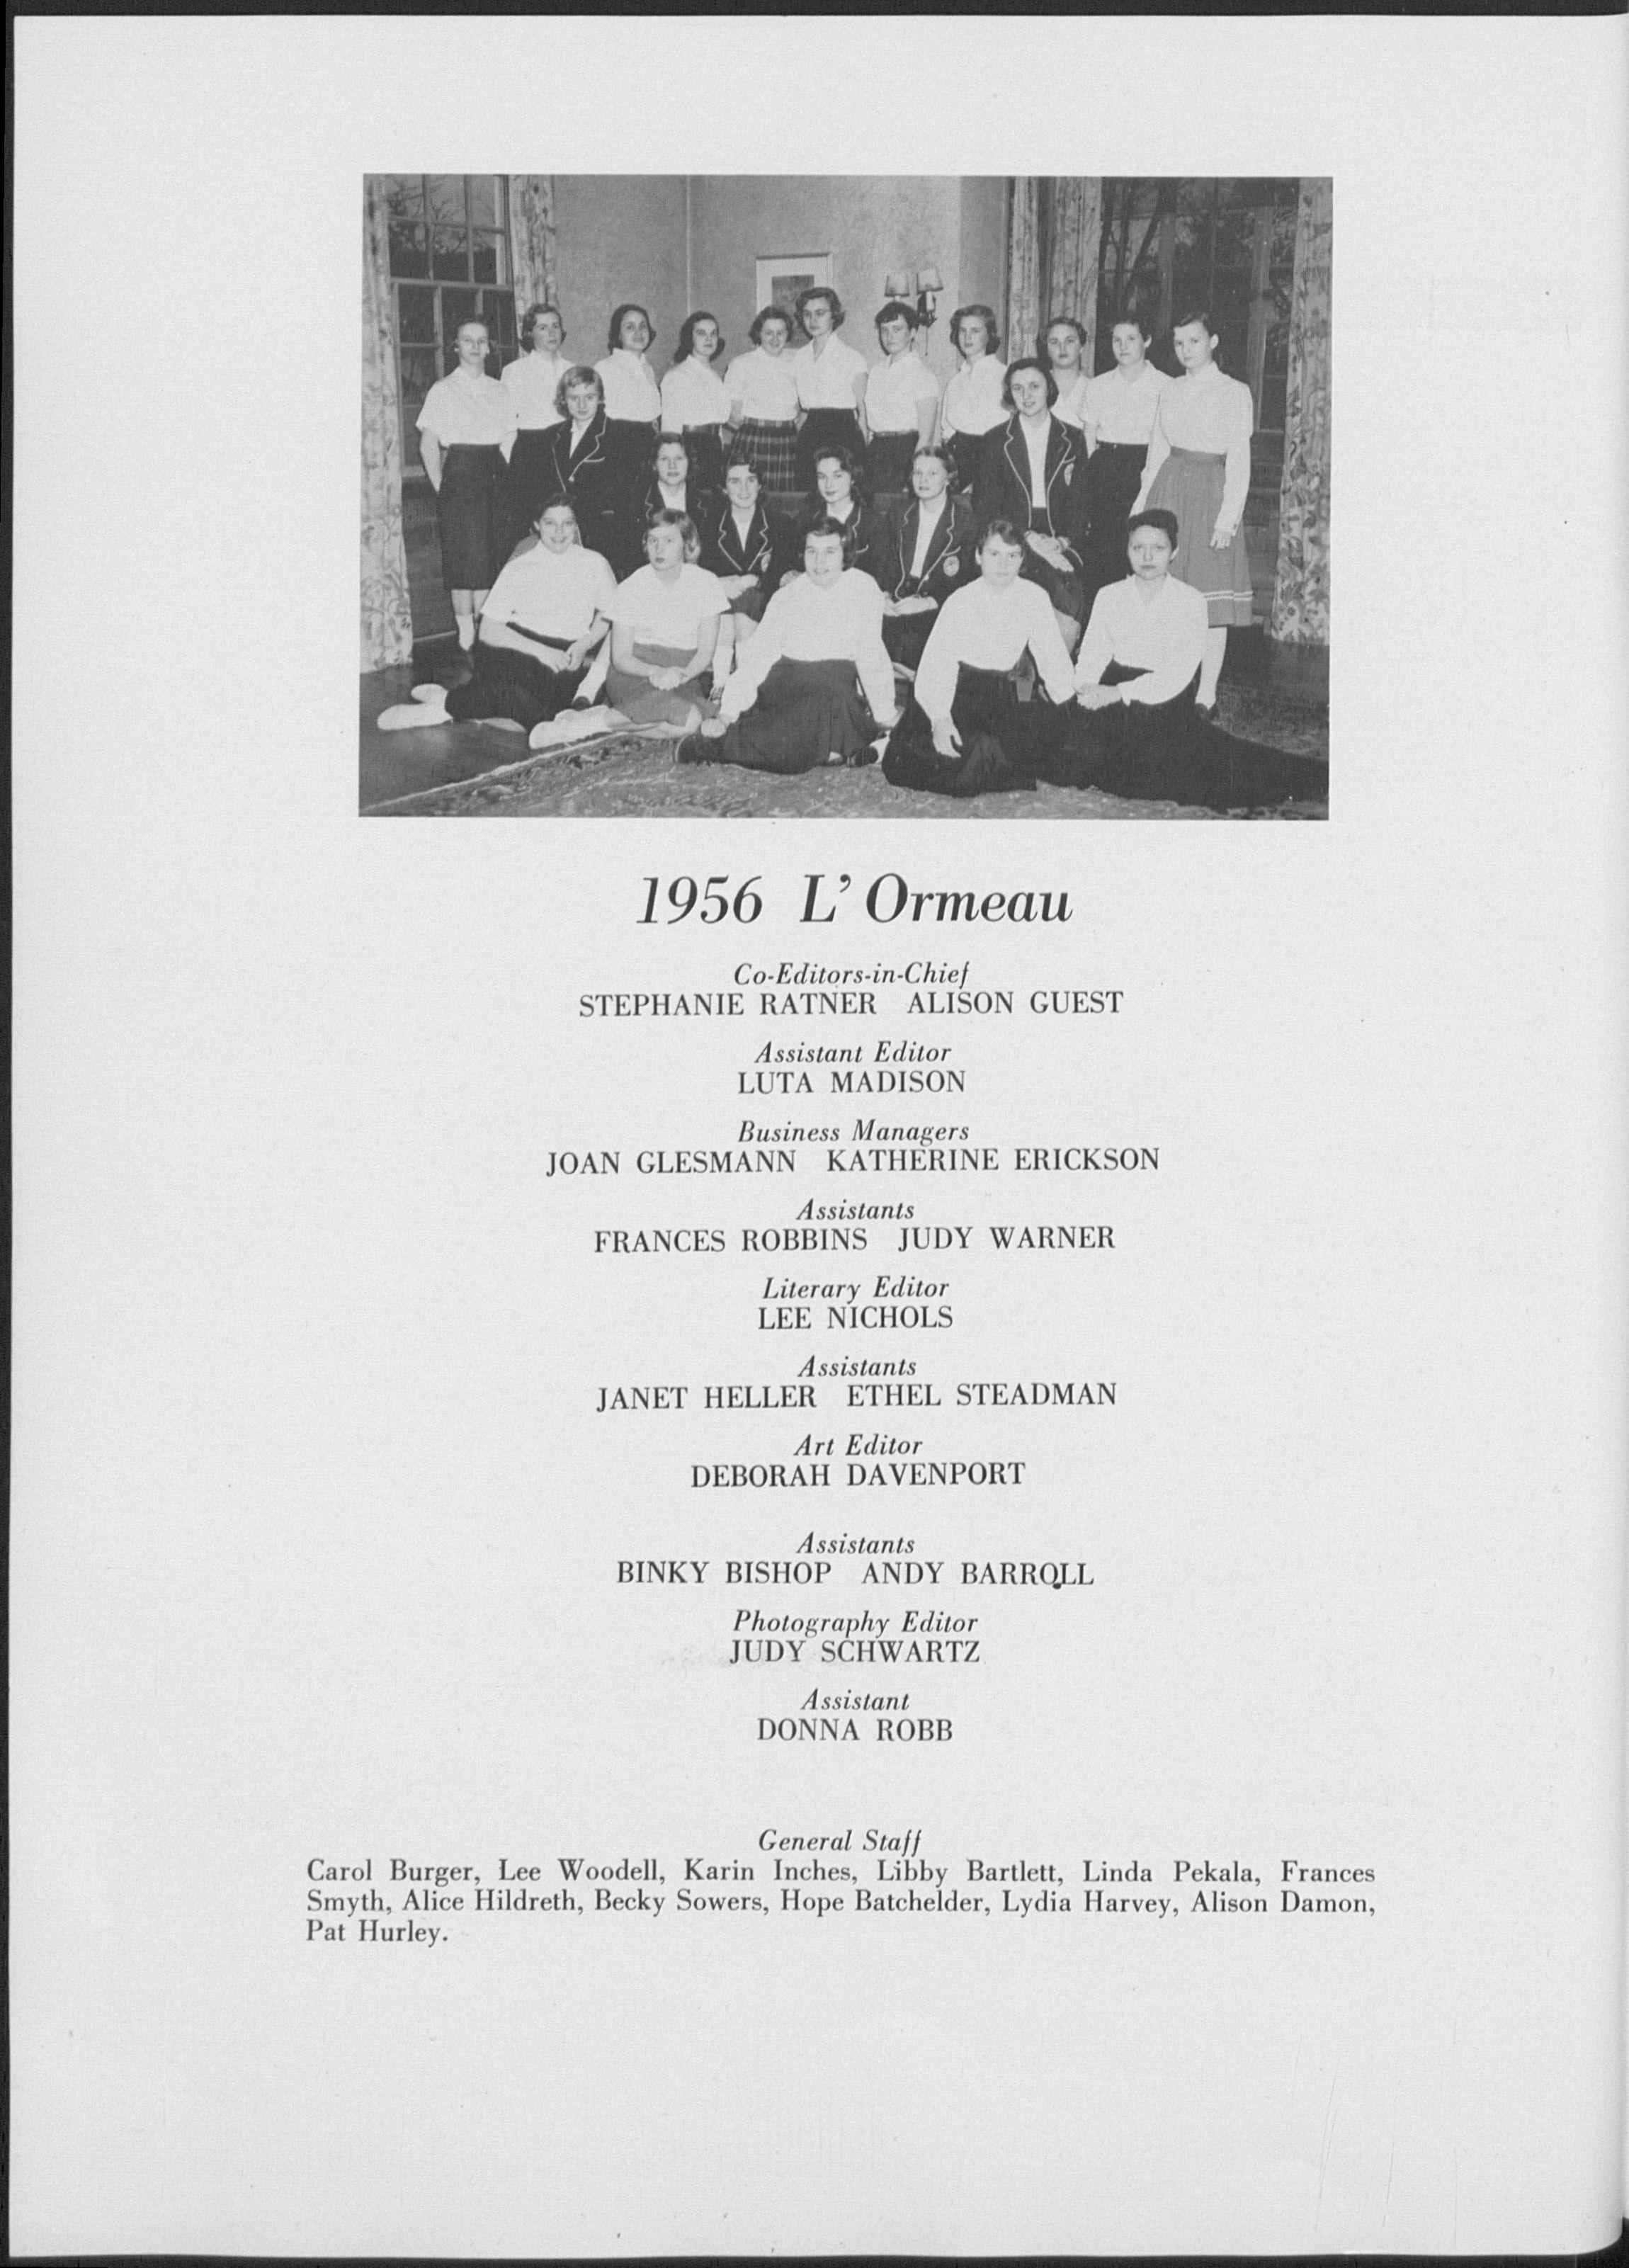 1956 L'Ormeau
Co-Editors-in-Chief
STEPHANIE RATNER ALISON GUEST
Assistant Editor
LUTA MADISON
Business Managers
JOAN GLESMANN KATHERINE ERICKSON
Assistants
FRANCES ROBBINS JUDY WARNER
Literary Editor
LEE NICHOLS
Assistants
JANET HELLER ETHEL STEADMAN
Art Editor
DEBORAH DAVENPORT
Assistants
BINKY BISHOP ANDY BARROLL
Photography Editor
JUDY SCHWARTZ
Assistant
DONNA ROBB
General Staff
Carol Burger, Lee Woodell, Karin Inches, Libby Bartlett, Linda Pekala, Frances
Smyth, Alice Hildreth, Becky Sowers, Hope Batchelder, Lydia Harvey, Alison Damon,
Pat Hurley.